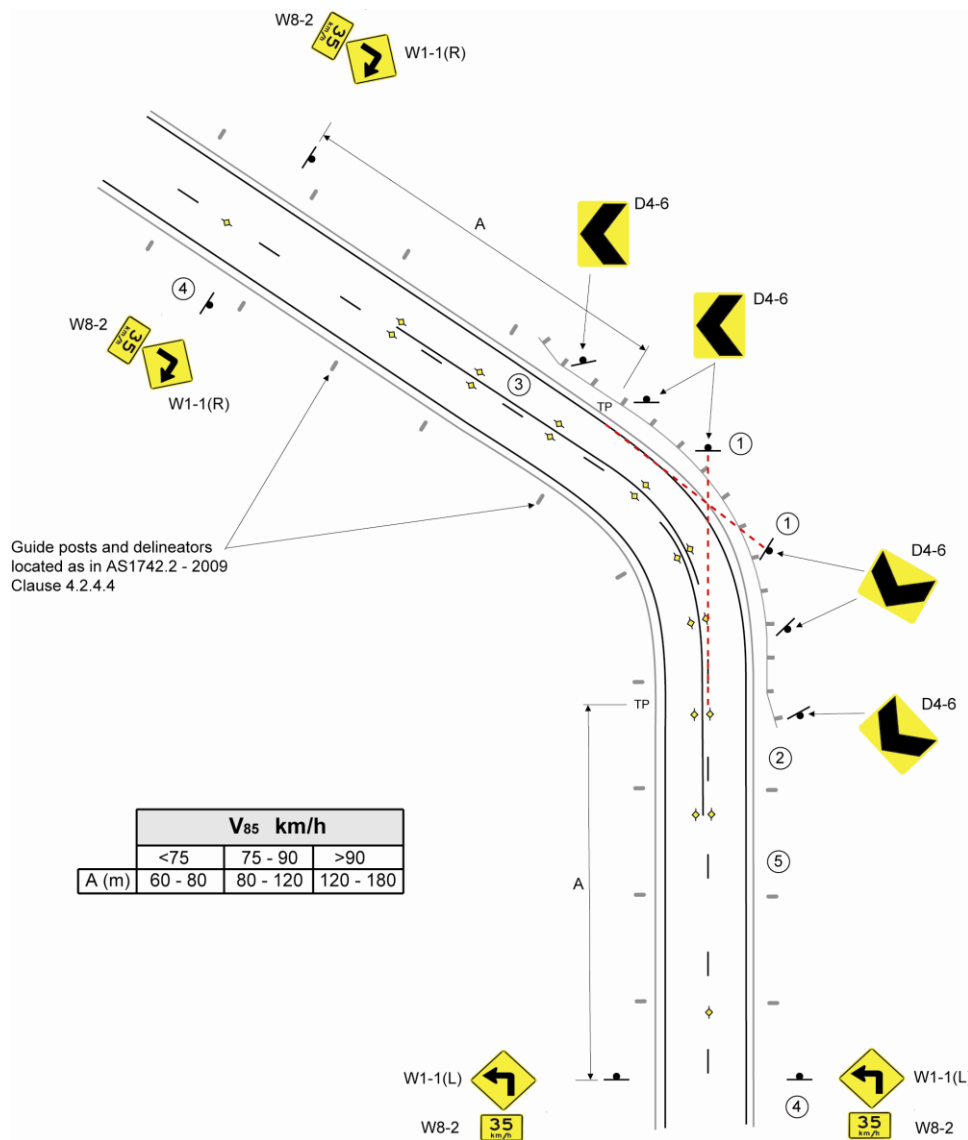 W8-2
35
km/h
W1-1(R)
A
D4-6
D4-6
4
W8-2
35
km/h
W1-1(R)
3
TP
1
1
D4-6
Guide posts and delineators
located as in AS1742.2 - 2009
Clause 4.2.4.4
TP
D4-6
2
V85 km/h
<75 75 - 90 >90
A (m) 60 - 80 80 - 120 120 - 180
5
A
W1-1(L)
W1-1(L
4
W8-2
35
km/h
35
km/h
W8-2